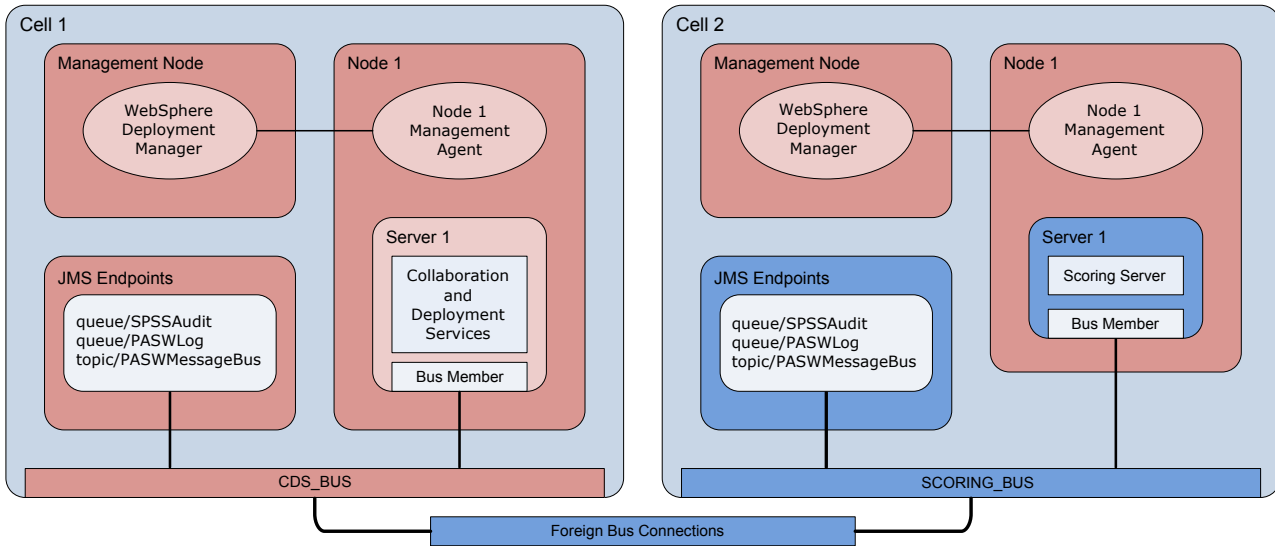 Cell 1
Management Node
WebSphere
Deployment
Manager
Node 1
Node 1
Management
Agent
Server 1
Collaboration
and
Deployment
Services
Bus Member
JMS Endpoints
queue/SPSSAudit
queue/PASWLog
topic/PASWMessageBus
CDS_BUS
Cell 2
Management Node
WebSphere
Deployment
Manager
Node 1
Node 1
Management
Agent
Server 1
Scoring Server
Bus Member
JMS Endpoints
queue/SPSSAudit
queue/PASWLog
topic/PASWMessageBus
SCORING_BUS
Foreign Bus Connections